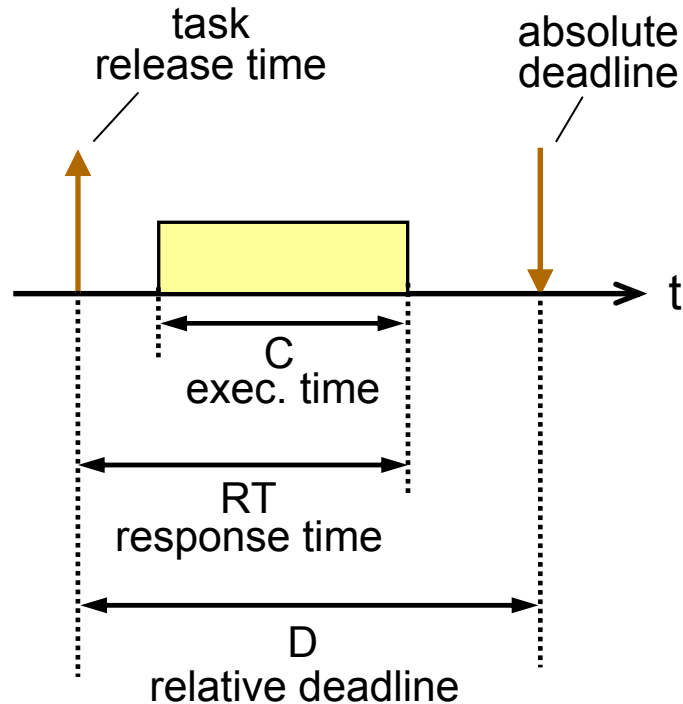 task
release time
absolute
deadline
t
C
exec. time
RT
response time
D
relative deadline